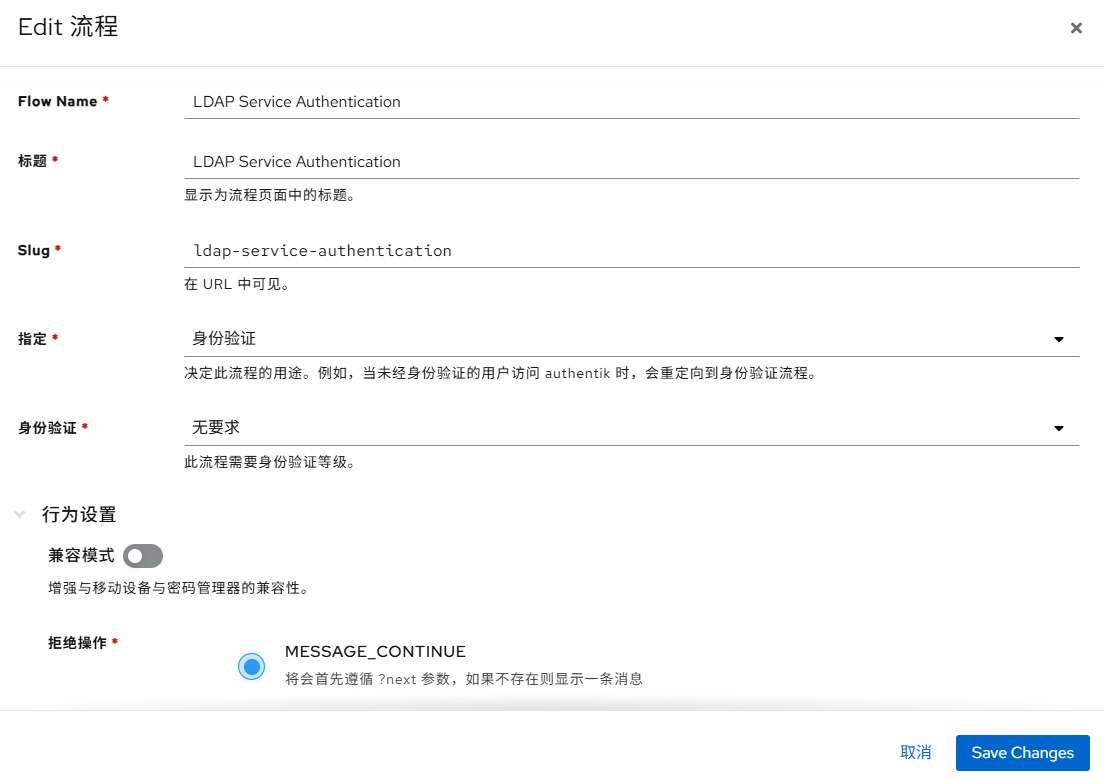 Edit 流程
Flow Name *
LDAP Service Authentication
标题 *
LDAP Service Authentication
显示为流程页面中的标题。
Slug *
ldap-service-authentication
在 URL 中可见。
指定 *
身份验证
决定此流程的用途。例如，当未经身份验证的用户访问 authentik 时，会重定向到身份验证流程。
身份验证 *
无要求
此流程需要身份验证等级。
行为设置
兼容模式
增强与移动设备与密码管理器的兼容性。
拒绝操作 *
MESSAGE_CONTINUE
将会首先遵循 ?next 参数，如果不存在则显示一条消息
取消
Save Changes